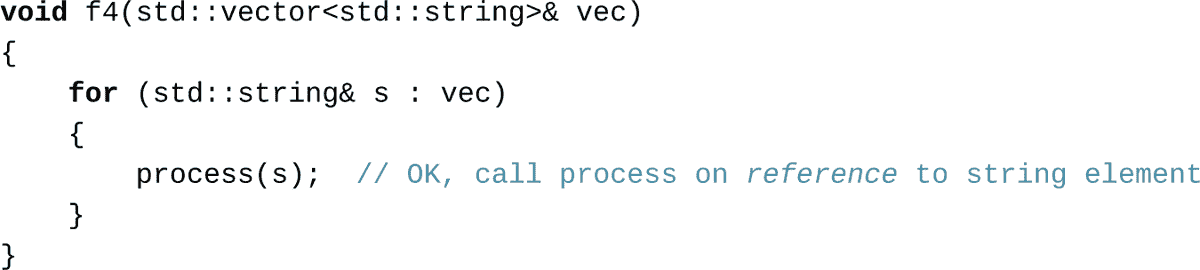 void f4(std::vector<std::string>& vec)
{
    for (std::string& s : vec)
    {
        process(s);  // OK, call process on reference to string element
    }
}